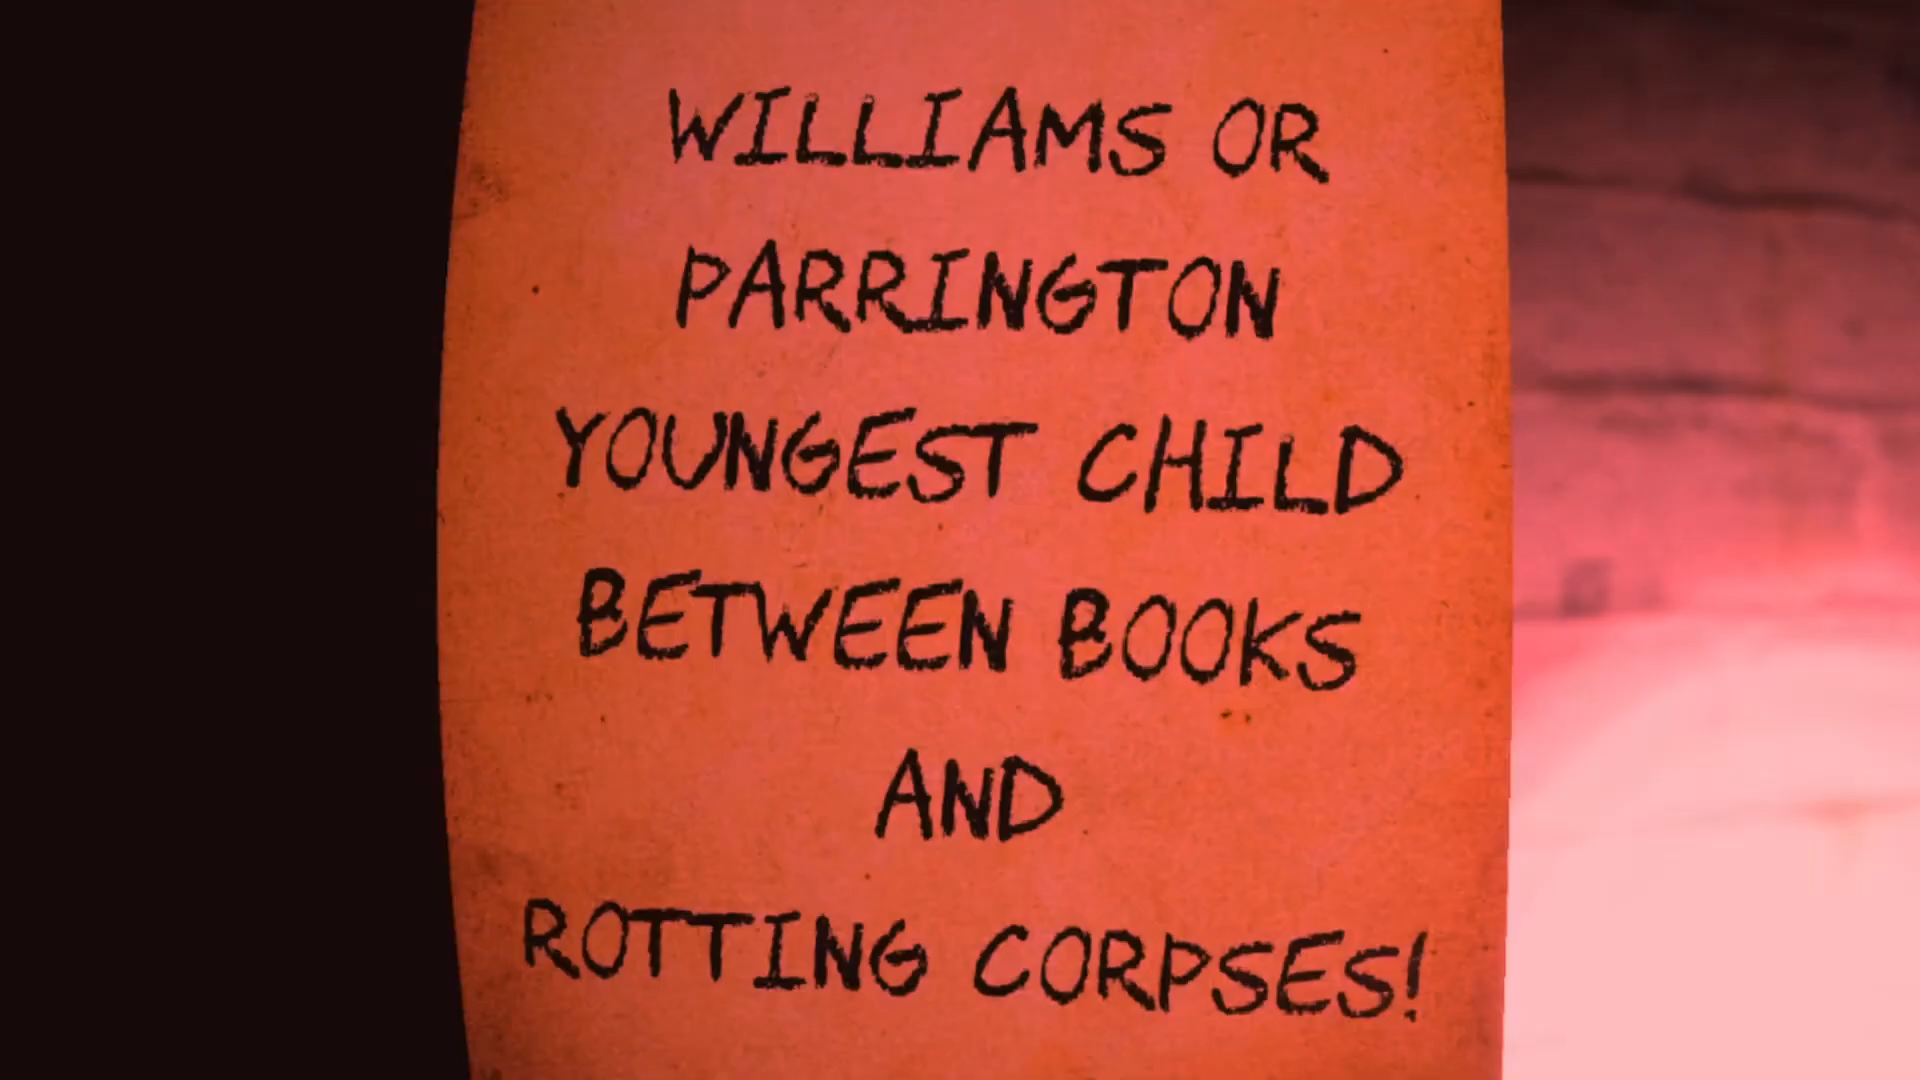 WILLIAMS OR
PARRINGTON
YOUNGEST CHILD
BETWEEN BOOKS
AND
ROTTING CORPSES!